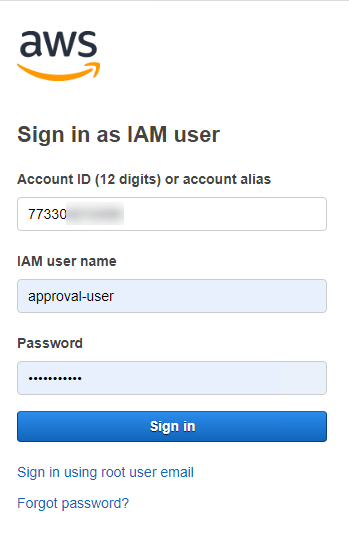 aws
Sign in as IAM user
Account ID (12 digits) or account alias
77330
IAM user name
approval-user
Password
•••••••••••
Sign in
Sign in using root user email
Forgot password?